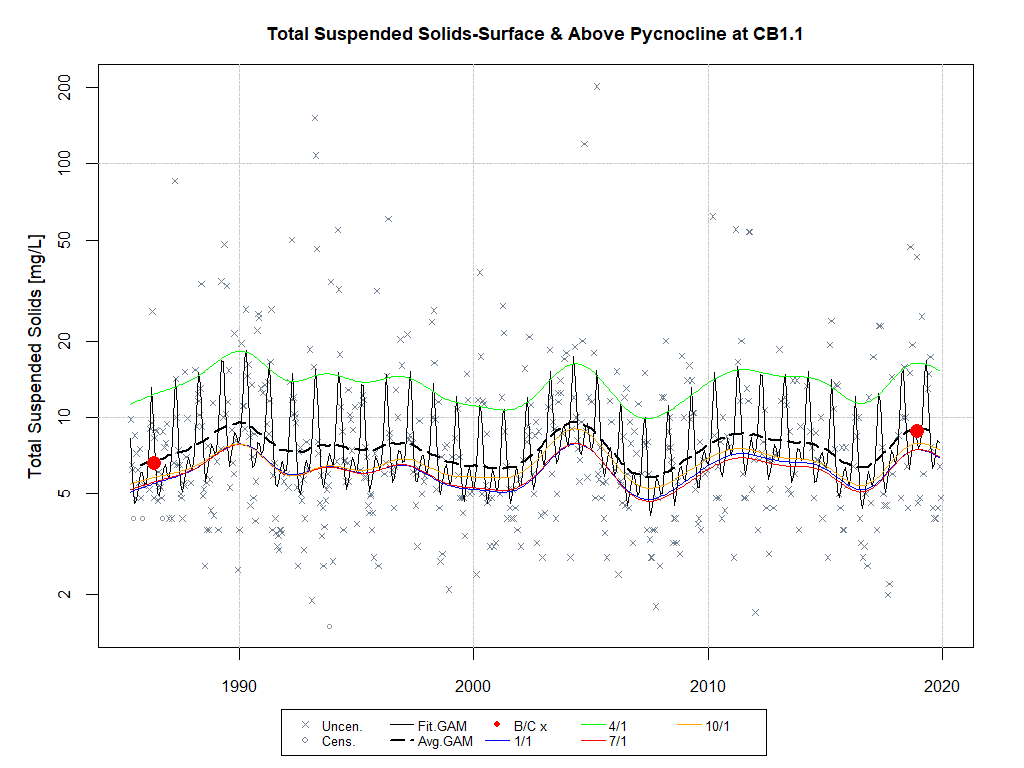 Total Suspended Solids-Surface & Above Pycnocline at CB1.1
Total Suspended Solids [mg/L]
200
100
50
20
10
5
2
1990 2000 2010 2020
Uncen. Fit.GAM B/C x 4/1 10/1
Cens. Avg.GAM 1/1 7/1